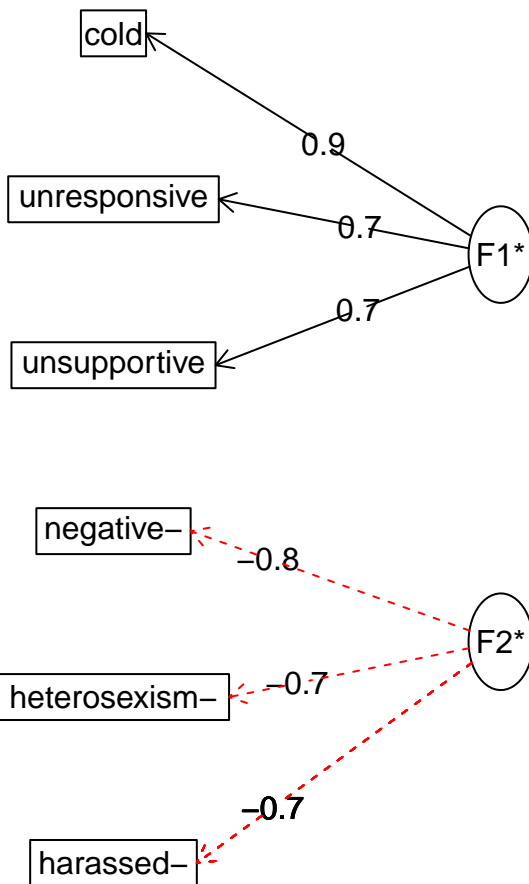 cold
0.9
unresponsive
0.7
F1*
0.7
unsupportive
negative–
–0.8
F2*
–0.7
heterosexism–
–0.7
harassed–